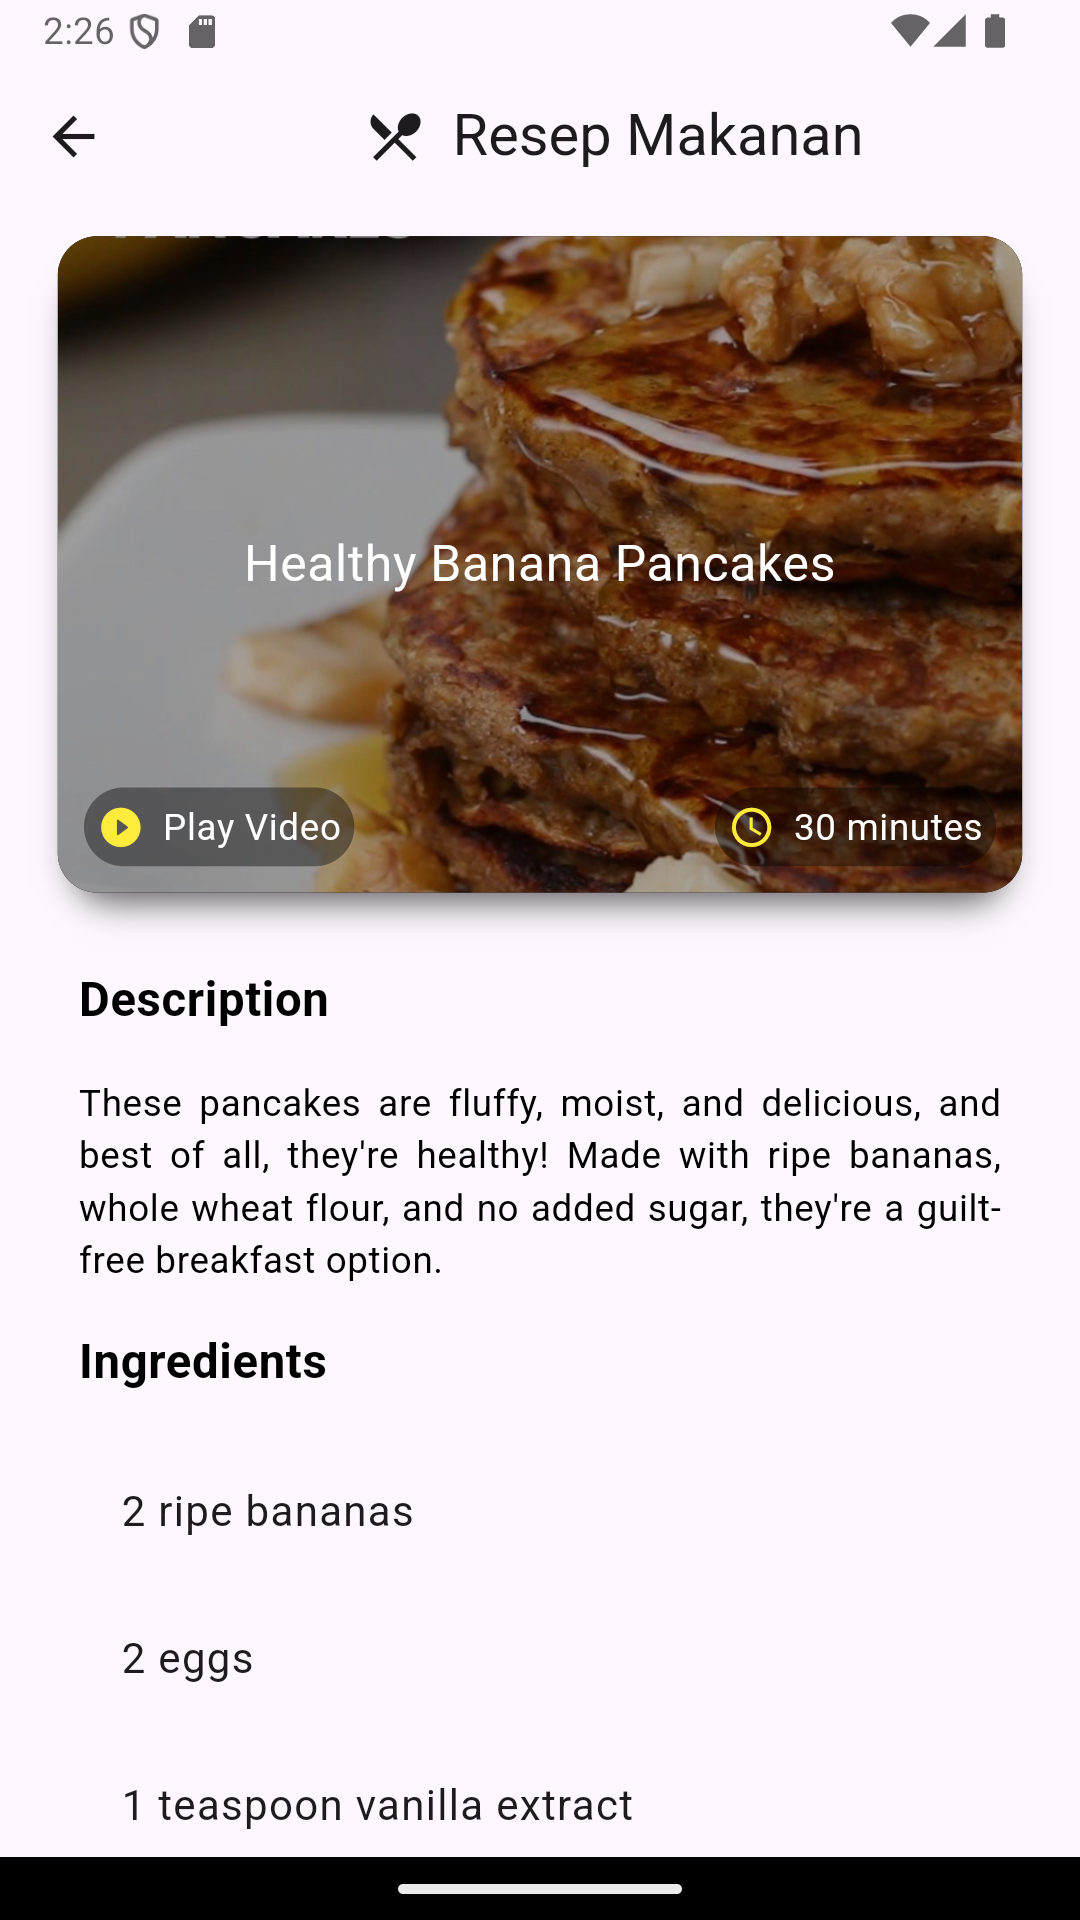 2:26
Resep Makanan
Healthy Banana Pancakes
Play Video
30 minutes
Description
These pancakes are fluffy, moist, and delicious, and
best of all, they're healthy! Made with ripe bananas,
whole wheat flour, and no added sugar, they're a guilt-
free breakfast option.
Ingredients
2 ripe bananas
2 eggs
1 teaspoon vanilla extract